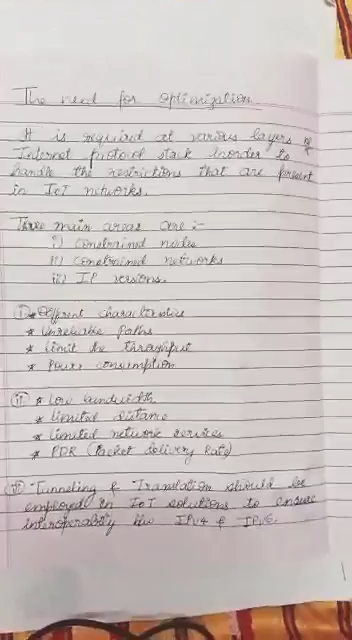 The need for optimization
It is required at various layers of
Internet protocol stack inorder to
handle the restrictions that are present
in IoT networks.
Three main areas are :-
i) constrained nodes
ii) constrained networks
iii) IP versions.
(i) * Different characteristics
* Unreliable Paths
* Limit the throughput
* Power consumption
(ii) * Low bandwidth
* Limited distance
* Limited network services
* PDR (Packet delivery Rate)
(iii) Tunneling & Translation should be
employed in IoT solutions to ensure
interoperability b/w IPv4 & IPv6.